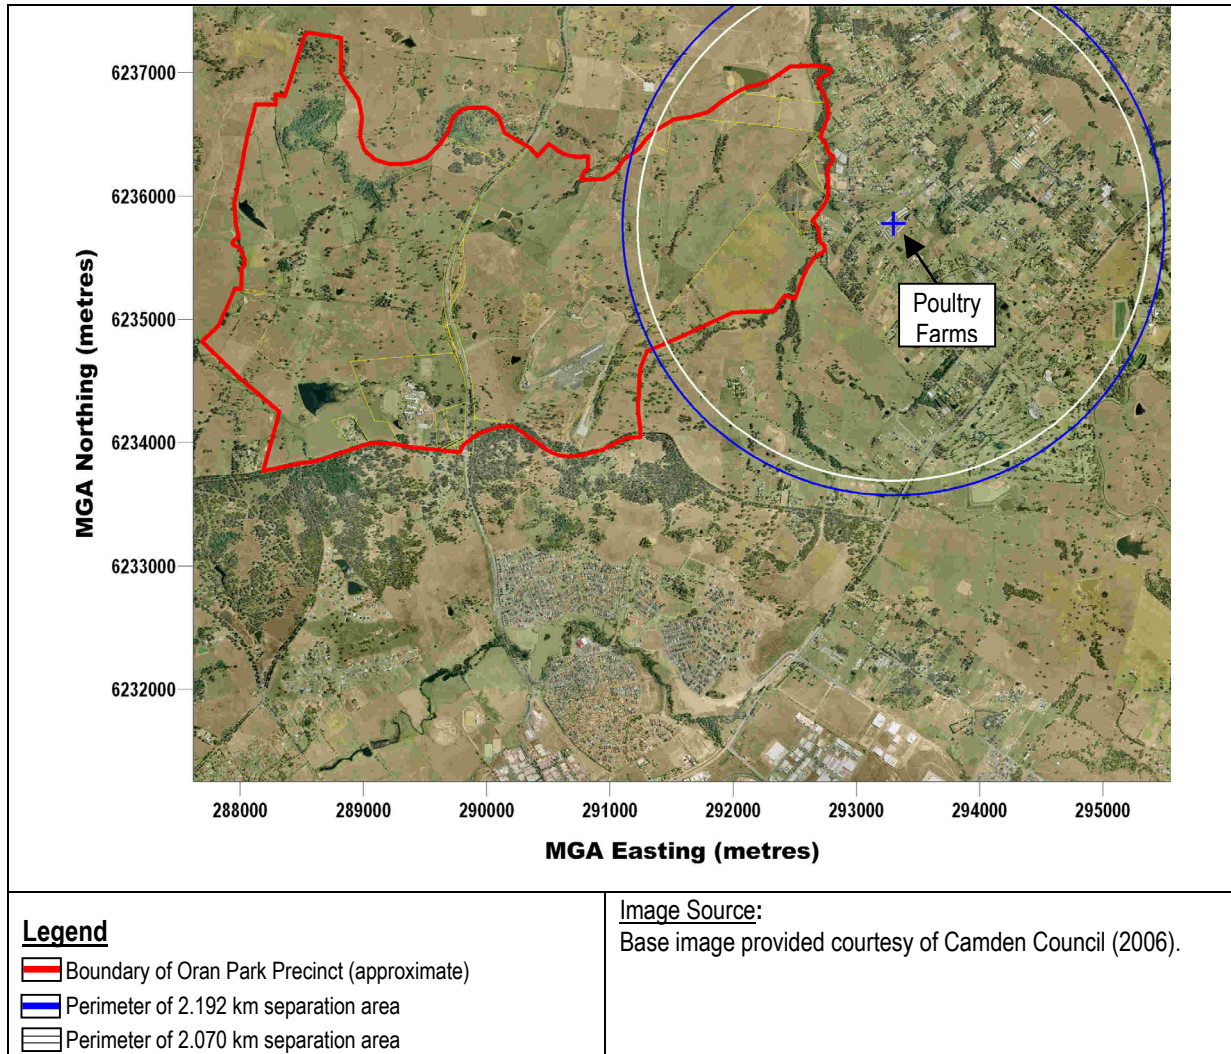 6237000
6236000
6235000
6234000
6233000
6232000
MGA Northing (metres)
Poultry
Farms
288000 289000 290000 291000 292000 293000 294000 295000
MGA Easting (metres)
Legend
Boundary of Oran Park Precinct (approximate)
Perimeter of 2.192 km separation area
Perimeter of 2.070 km separation area
Image Source:
Base image provided courtesy of Camden Council (2006).